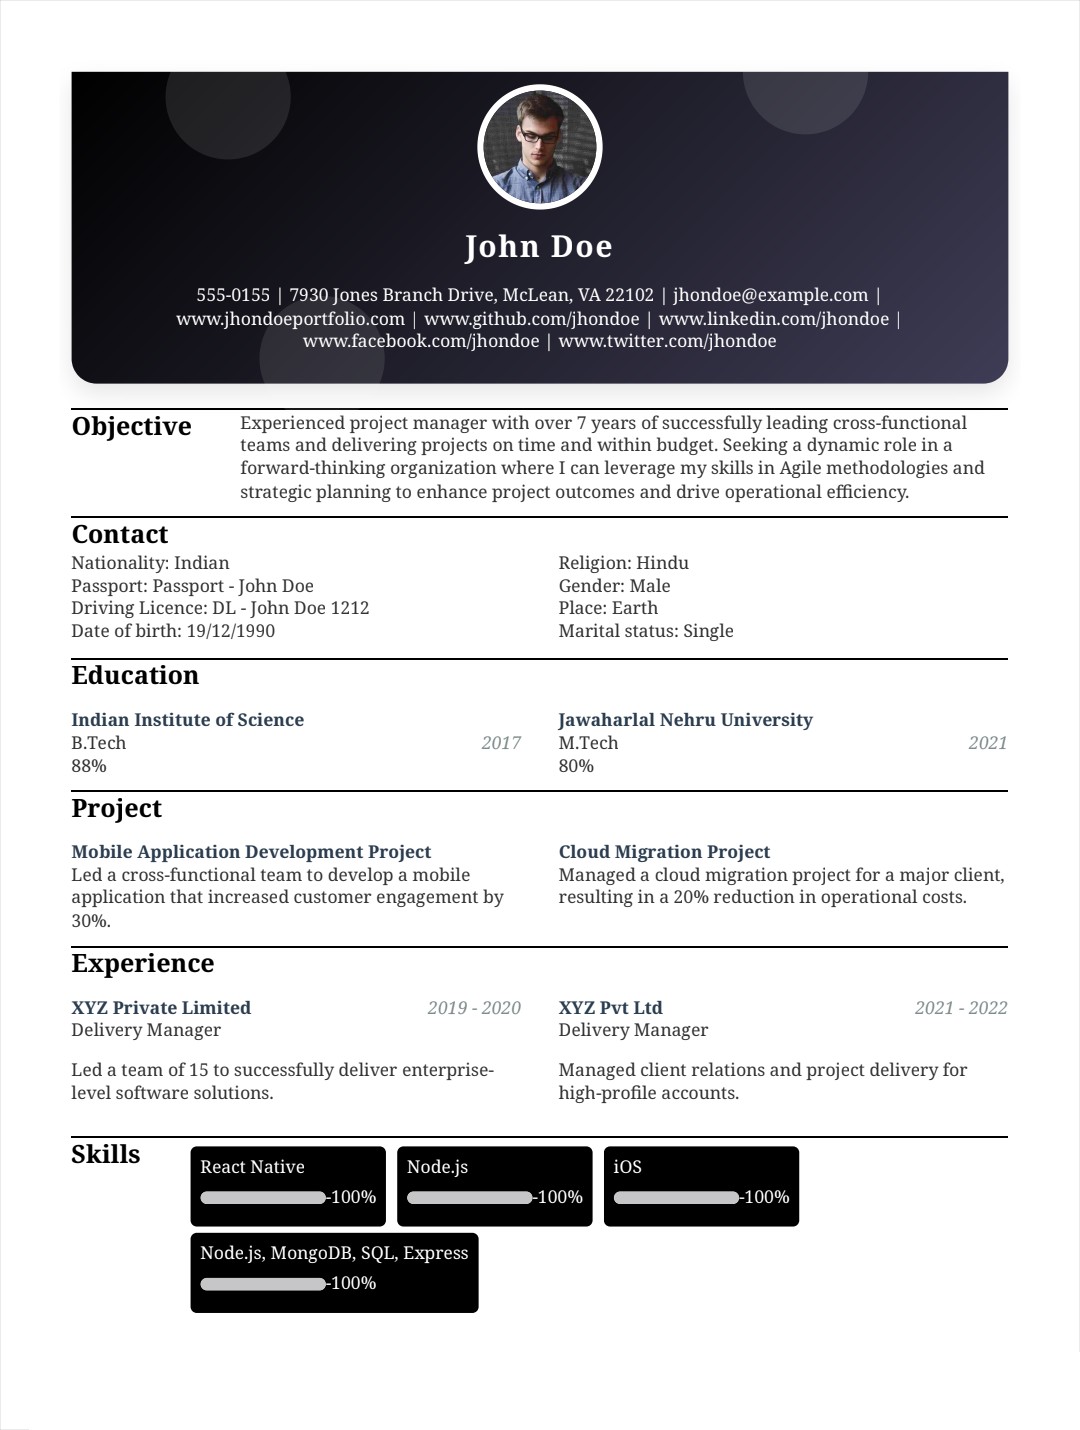 John Doe
555-0155 | 7930 Jones Branch Drive, McLean, VA 22102 | jhondoe@example.com |
www.jhondoeportfolio.com | www.github.com/jhondoe | www.linkedin.com/jhondoe |
www.facebook.com/jhondoe | www.twitter.com/jhondoe
Objective
Experienced project manager with over 7 years of successfully leading cross-functional
teams and delivering projects on time and within budget. Seeking a dynamic role in a
forward-thinking organization where I can leverage my skills in Agile methodologies and
strategic planning to enhance project outcomes and drive operational efficiency.
Contact
Nationality: Indian
Passport: Passport - John Doe
Driving Licence: DL - John Doe 1212
Date of birth: 19/12/1990
Religion: Hindu
Gender: Male
Place: Earth
Marital status: Single
Education
Indian Institute of Science
B.Tech 2017
88%
Jawaharlal Nehru University
M.Tech 2021
80%
Project
Mobile Application Development Project
Led a cross-functional team to develop a mobile
application that increased customer engagement by
30%.
Cloud Migration Project
Managed a cloud migration project for a major client,
resulting in a 20% reduction in operational costs.
Experience
XYZ Private Limited 2019 - 2020
Delivery Manager
Led a team of 15 to successfully deliver enterprise-
level software solutions.
XYZ Pvt Ltd 2021 - 2022
Delivery Manager
Managed client relations and project delivery for
high-profile accounts.
Skills
React Native
-100%
Node.js
-100%
iOS
-100%
Node.js, MongoDB, SQL, Express
-100%